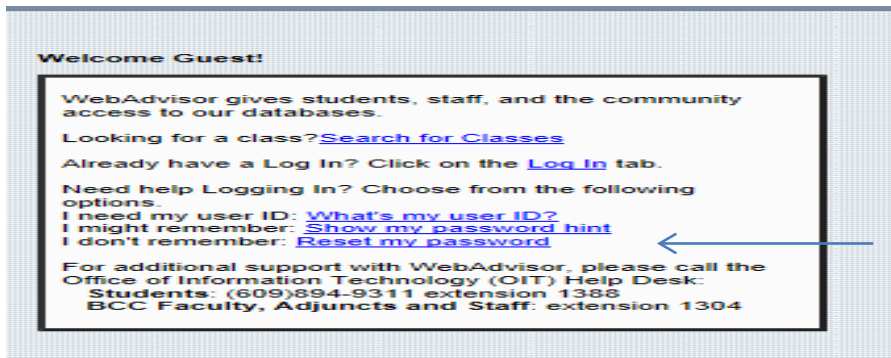 Welcome Guest!
WebAdvisor gives students, staff, and the community
access to our databases.
Looking for a class?Search for Classes
Already have a Log In? Click on the Log In tab.
Need help Logging In? Choose from the following
options.
I need my user ID: What's my user ID?
I might remember: Show my password hint
I don't remember: Reset my password
For additional support with WebAdvisor, please call the
Office of Information Technology (OIT) Help Desk:
Students: (609)894-9311 extension 1388
BCC Faculty, Adjuncts and Staff: extension 1304